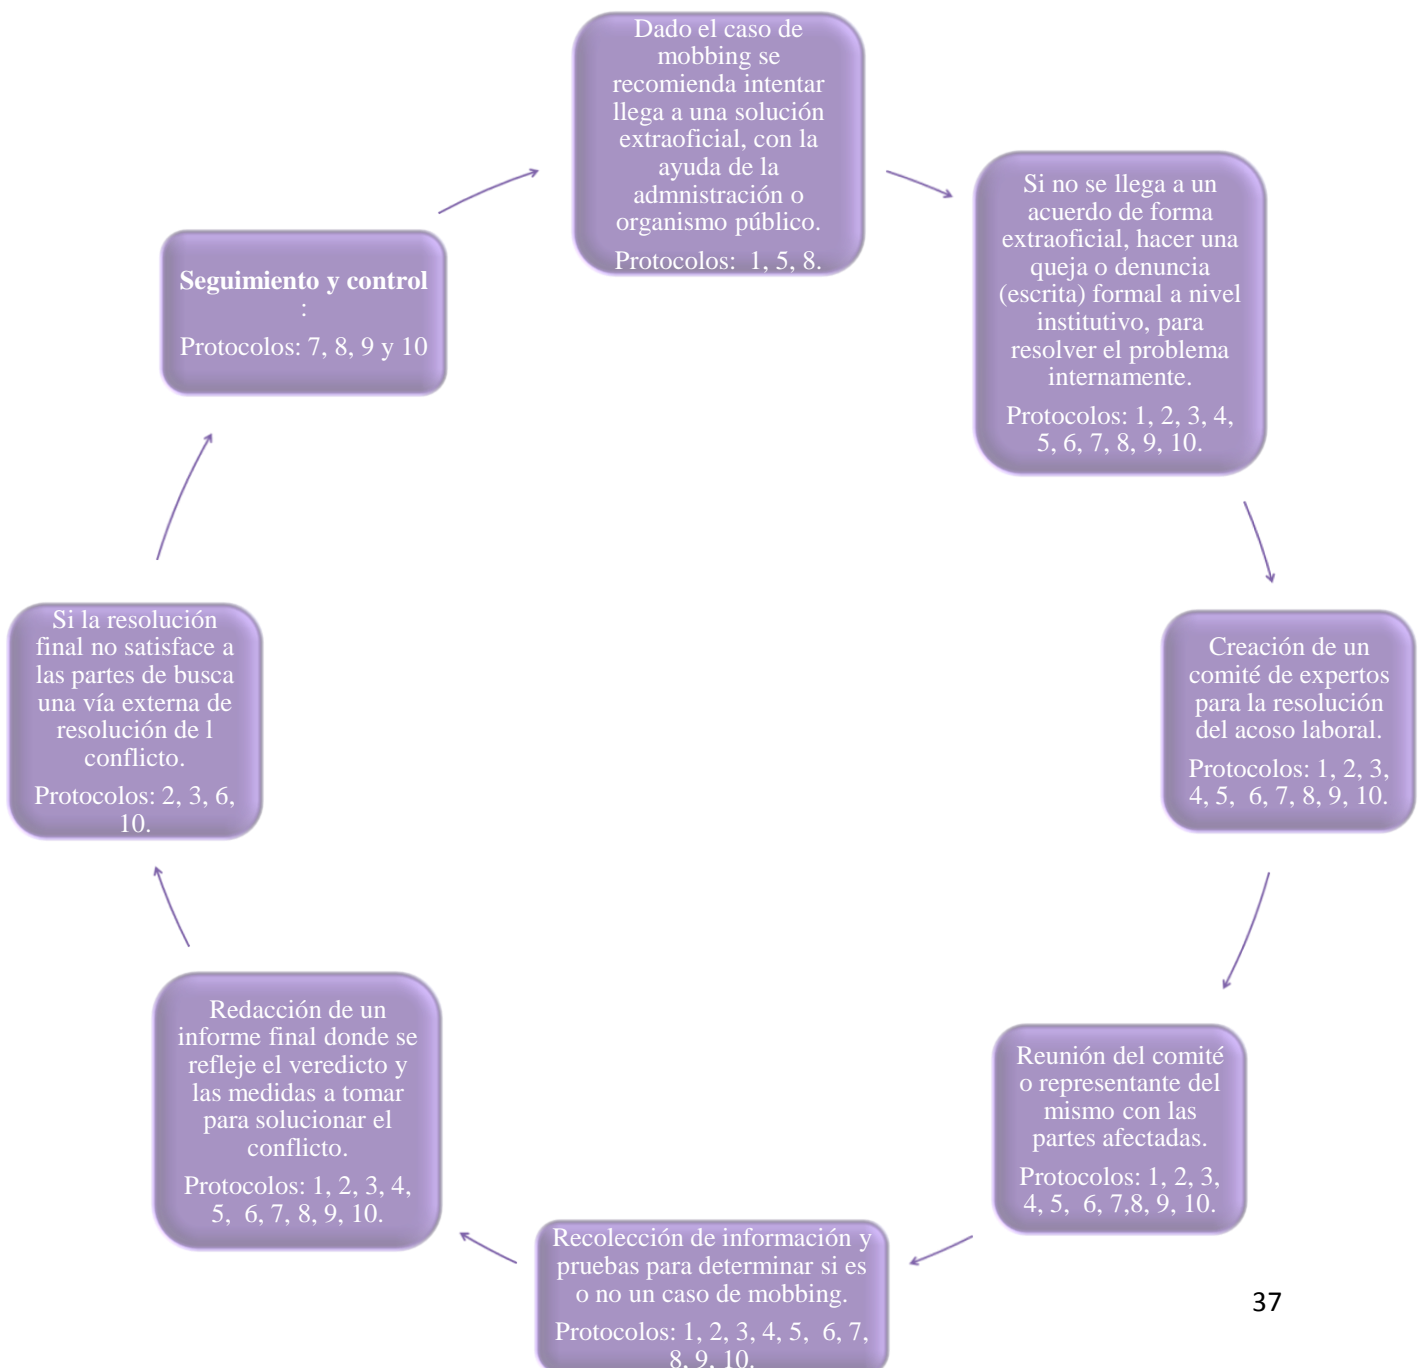 Dado el caso de
mobbing se
recomienda intentar
llega a una solución
extraoficial, con la
ayuda de la
admnistración o
organismo público.
Protocolos:  1, 5, 8.
Si no se llega a un
acuerdo de forma
extraoficial, hacer una
queja o denuncia
(escrita) formal a nivel
institutivo, para
resolver el problema
internamente.
Protocolos: 1, 2, 3, 4,
5, 6, 7, 8, 9, 10.
Creación de un
comité de expertos
para la resolución
del acoso laboral.
Protocolos: 1, 2, 3,
4, 5,  6, 7, 8, 9, 10.
Reunión del comité
o representante del
mismo con las
partes afectadas.
Protocolos: 1, 2, 3,
4, 5,  6, 7,8, 9, 10.
Recolección de información y
pruebas para determinar si es
o no un caso de mobbing.
Protocolos: 1, 2, 3, 4, 5,  6, 7,
8, 9, 10.
Redacción de un
informe final donde se
refleje el veredicto y
las medidas a tomar
para solucionar el
conflicto.
Protocolos: 1, 2, 3, 4,
5,  6, 7, 8, 9, 10.
Si la resolución
final no satisface a
las partes de busca
una vía externa de
resolución de l
conflicto.
Protocolos: 2, 3, 6,
10.
Seguimiento y control
:
Protocolos: 7, 8, 9 y 10
37